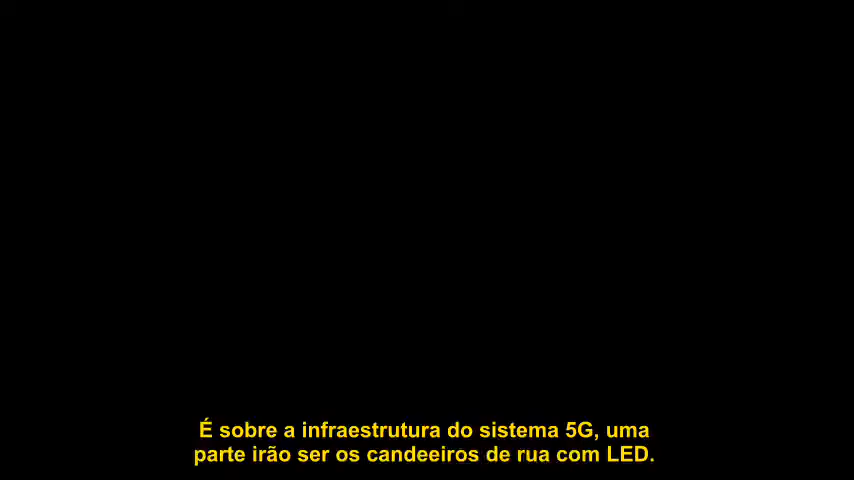 É sobre a infraestrutura do sistema 5G, uma
parte irão ser os candeeiros de rua com LED.